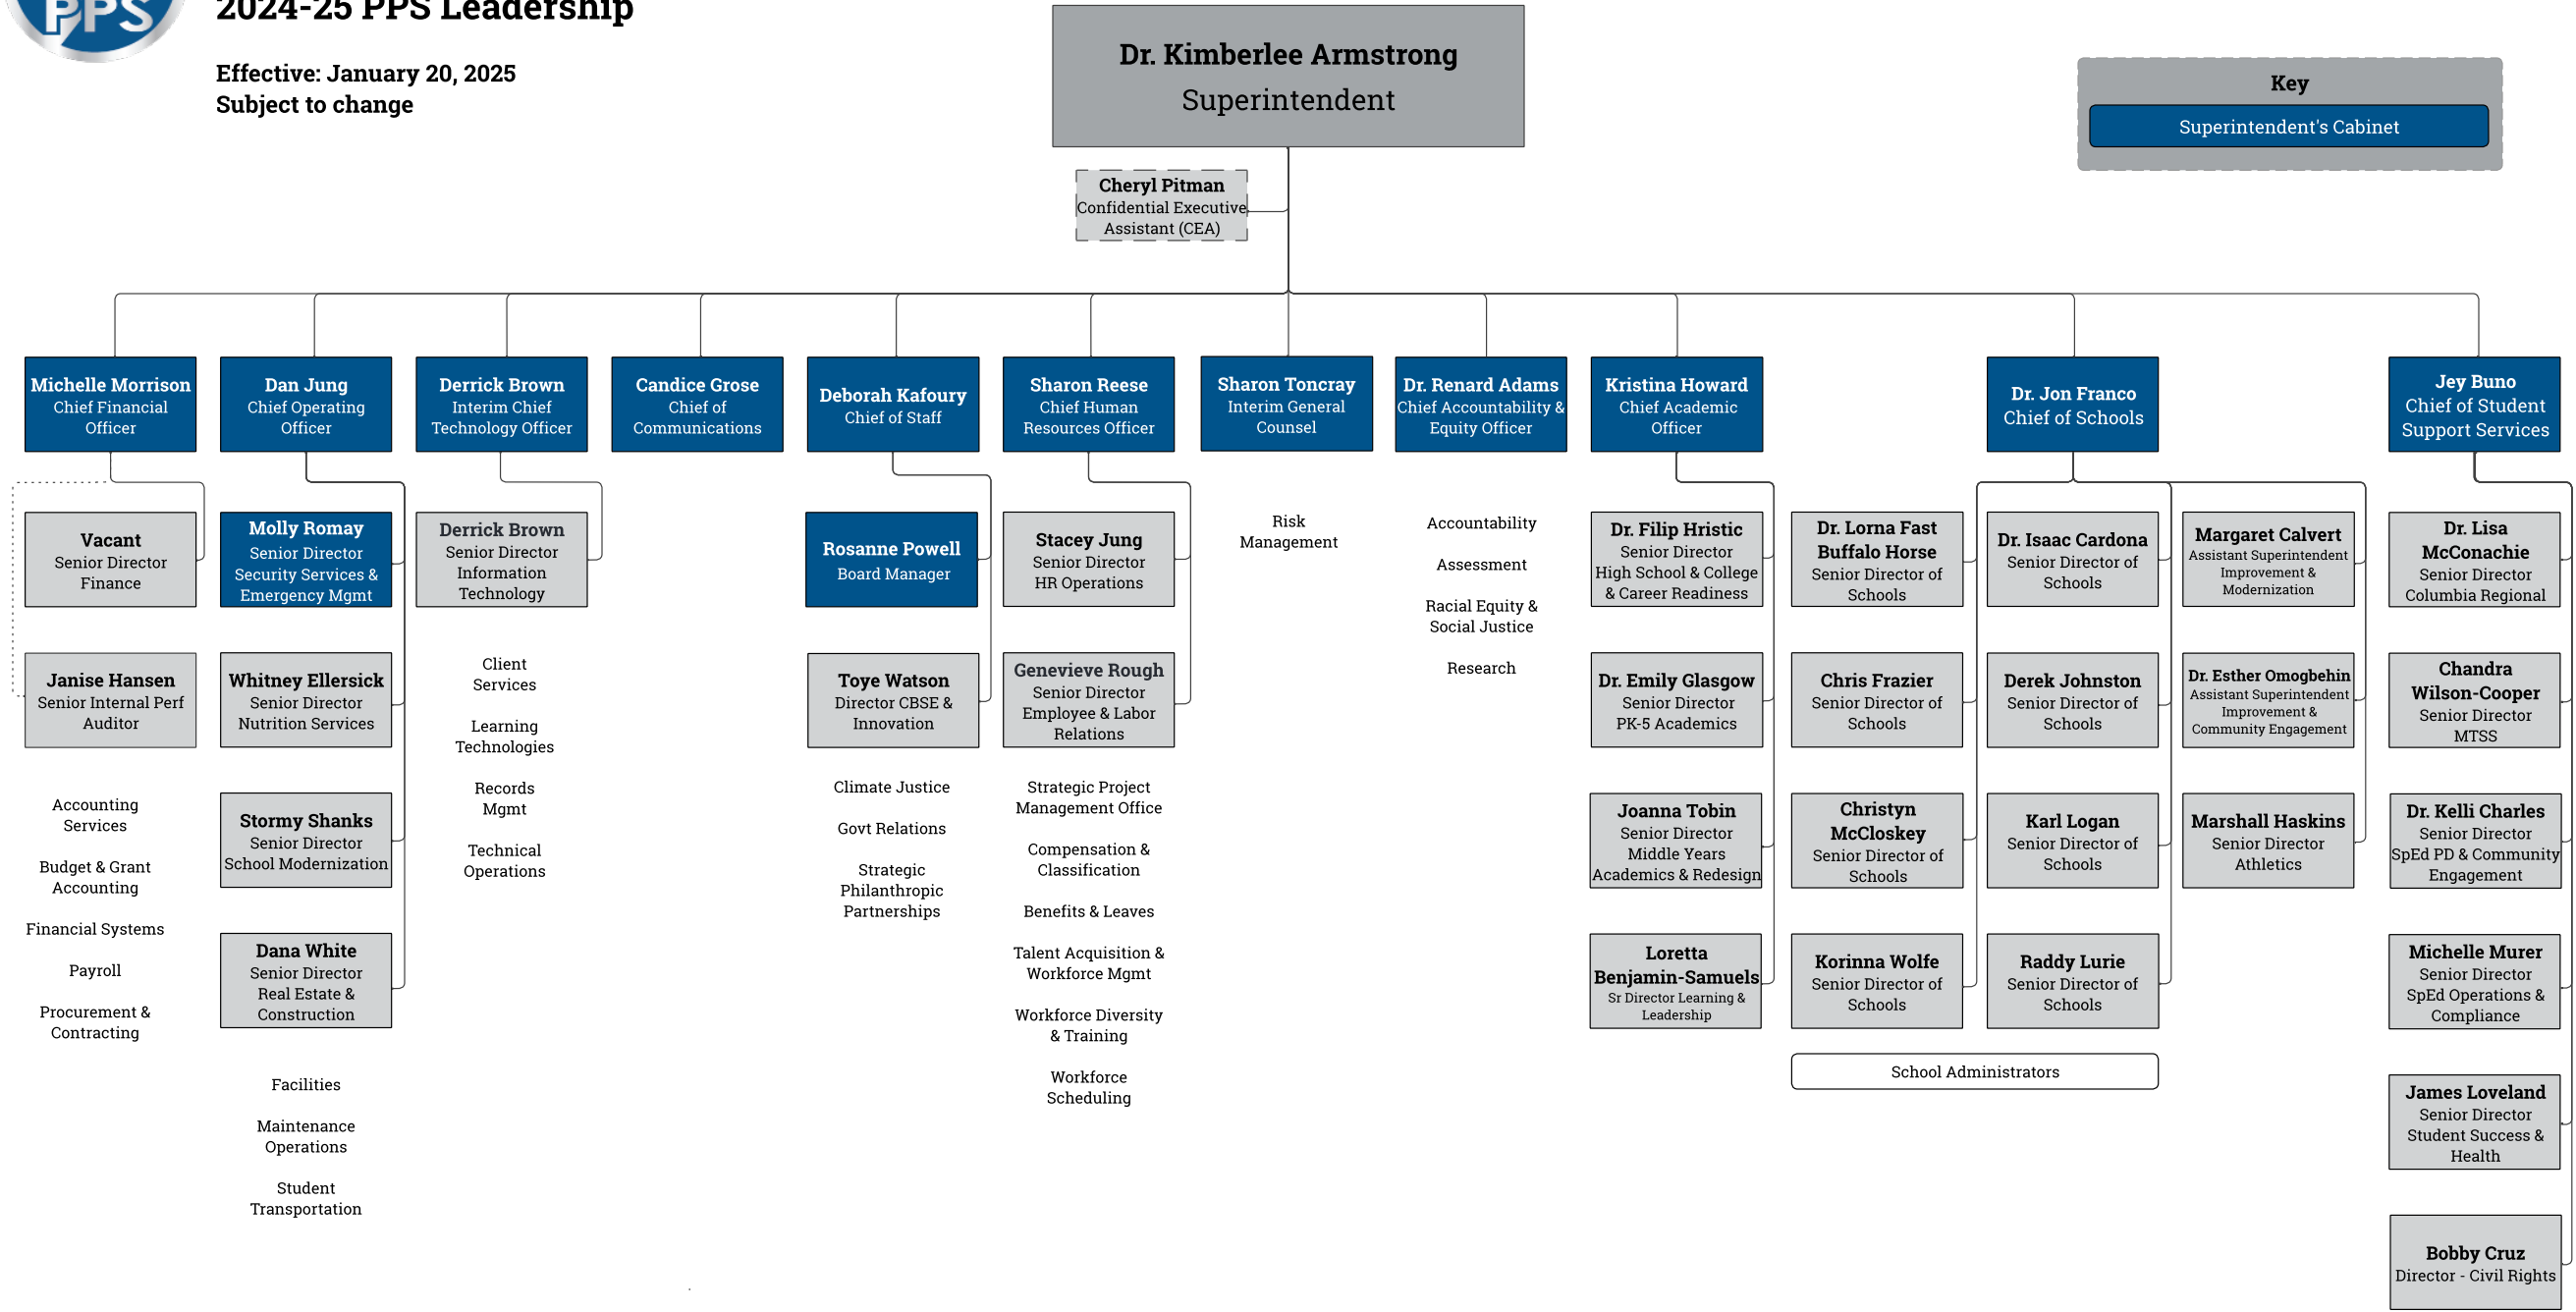 PPS
2024-25 PPS Leadership
Effective: January 20, 2025
Subject to change
Dr. Kimberlee Armstrong
Superintendent
Key
Superintendent's Cabinet
Cheryl Pitman
Confidential Executive
Assistant (CEA)
Michelle Morrison
Chief Financial
Officer
Dan Jung
Chief Operating
Officer
Derrick Brown
Interim Chief
Technology Officer
Candice Grose
Chief of
Communications
Deborah Kafoury
Chief of Staff
Sharon Reese
Chief Human
Resources Officer
Sharon Toncray
Interim General
Counsel
Dr. Renard Adams
Chief Accountability &
Equity Officer
Kristina Howard
Chief Academic
Officer
Dr. Jon Franco
Chief of Schools
Jey Buno
Chief of Student
Support Services
Vacant
Senior Director
Finance
Janise Hansen
Senior Internal Perf
Auditor
Accounting
Services
Budget & Grant
Accounting
Financial Systems
Payroll
Procurement &
Contracting
Molly Romay
Senior Director
Security Services &
Emergency Mgmt
Whitney Ellersick
Senior Director
Nutrition Services
Stormy Shanks
Senior Director
School Modernization
Dana White
Senior Director
Real Estate &
Construction
Facilities
Maintenance
Operations
Student
Transportation
Derrick Brown
Senior Director
Information
Technology
Client
Services
Learning
Technologies
Records
Mgmt
Technical
Operations
Rosanne Powell
Board Manager
Toye Watson
Director CBSE &
Innovation
Climate Justice
Govt Relations
Strategic
Philanthropic
Partnerships
Stacey Jung
Senior Director
HR Operations
Genevieve Rough
Senior Director
Employee & Labor
Relations
Strategic Project
Management Office
Compensation &
Classification
Benefits & Leaves
Talent Acquisition &
Workforce Mgmt
Workforce Diversity
& Training
Workforce
Scheduling
Risk
Management
Accountability
Assessment
Racial Equity &
Social Justice
Research
Dr. Filip Hristic
Senior Director
High School & College
& Career Readiness
Dr. Emily Glasgow
Senior Director
PK-5 Academics
Joanna Tobin
Senior Director
Middle Years
Academics & Redesign
Loretta
Benjamin-Samuels
Sr Director Learning &
Leadership
Dr. Lorna Fast
Buffalo Horse
Senior Director of
Schools
Chris Frazier
Senior Director of
Schools
Christyn
McCloskey
Senior Director of
Schools
Korinna Wolfe
Senior Director of
Schools
Dr. Isaac Cardona
Senior Director of
Schools
Derek Johnston
Senior Director of
Schools
Karl Logan
Senior Director of
Schools
Raddy Lurie
Senior Director of
Schools
School Administrators
Margaret Calvert
Assistant Superintendent
Improvement &
Modernization
Dr. Esther Omogbehin
Assistant Superintendent
Improvement &
Community Engagement
Marshall Haskins
Senior Director
Athletics
Dr. Lisa
McConachie
Senior Director
Columbia Regional
Chandra
Wilson-Cooper
Senior Director
MTSS
Dr. Kelli Charles
Senior Director
SpEd PD & Community
Engagement
Michelle Murer
Senior Director
SpEd Operations &
Compliance
James Loveland
Senior Director
Student Success &
Health
Bobby Cruz
Director - Civil Rights